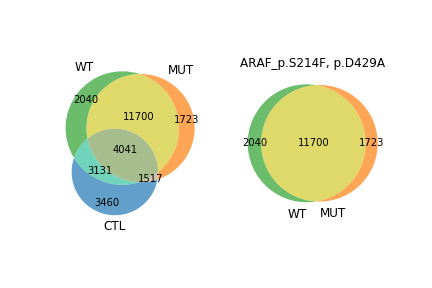 WT
MUT
2040
11700
1723
4041
3131
1517
3460
CTL
ARAF_p.S214F, p.D429A
2040
11700
1723
WT
MUT